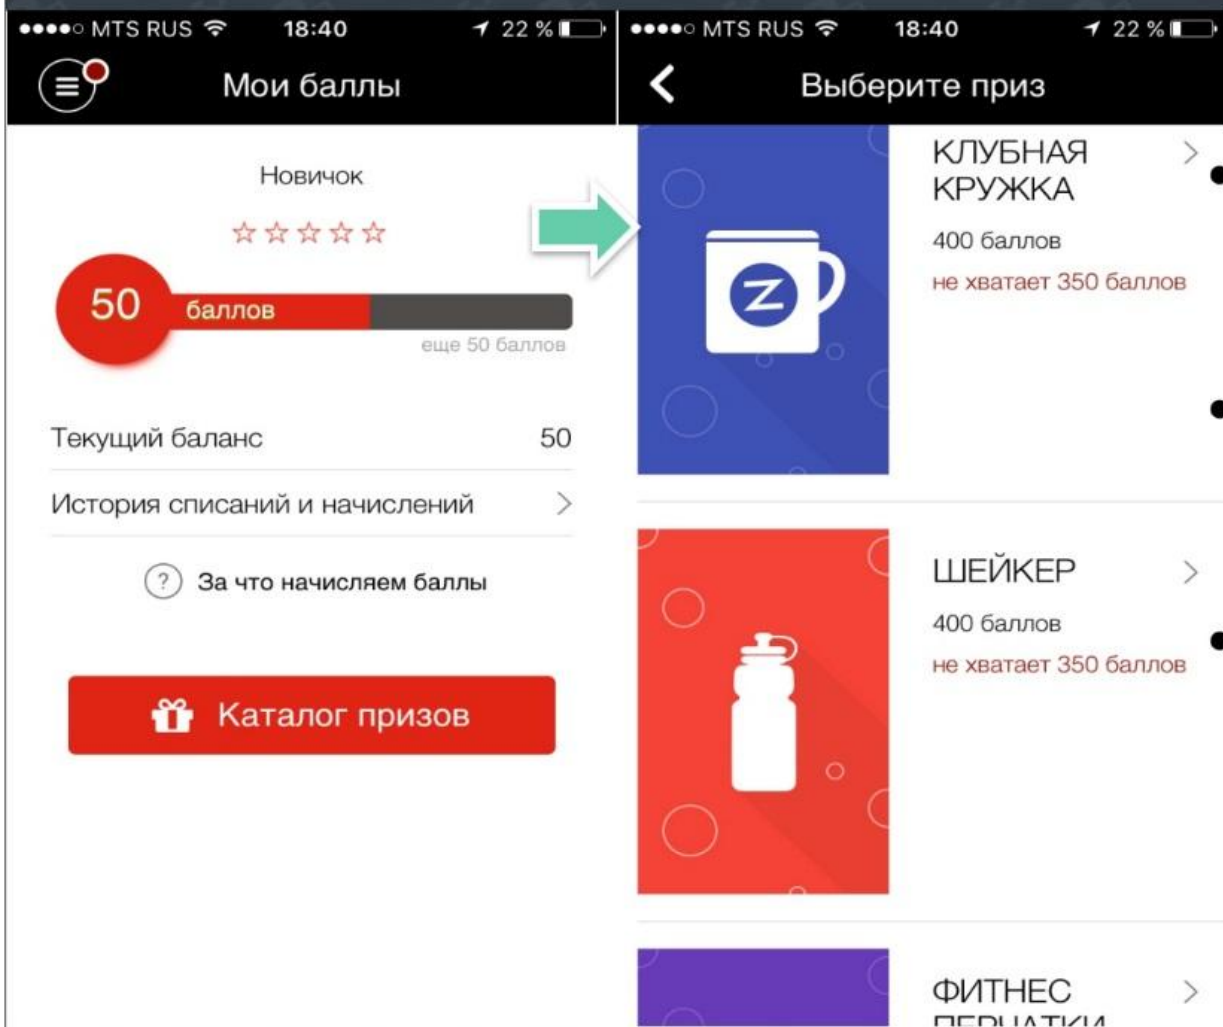 MTS RUS 18:40 22 %
Мои баллы
Новичок
50 баллов
еще 50 баллов
Текущий баланс 50
История списаний и начислений
? За что начисляем баллы
Каталог призов
MTS RUS 18:40 22 %
Выберите приз
КЛУБНАЯ
КРУЖКА
400 баллов
не хватает 350 баллов
Z
ШЕЙКЕР
400 баллов
не хватает 350 баллов
ФИТНЕС
ПЕРЧАТКИ